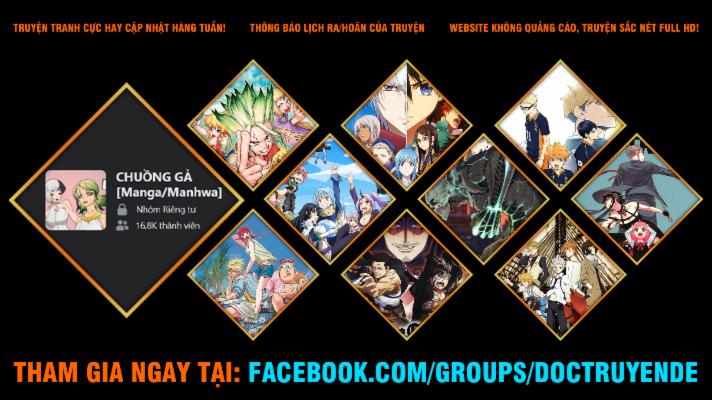 TRUYỆN TRANH CỰC HAY CẬP NHẬT HÀNG TUẦN!
THÔNG BÁO LỊCH RA/HOÃN CỦA TRUYỆN
WEBSITE KHÔNG QUẢNG CÁO, TRUYỆN SẮC NÉT FULL HD!
CHUỒNG GÀ
[Manga/Manhwa]
Nhóm Riêng tư
16,8K thành viên
THAM GIA NGAY TẠI: FACEBOOK.COM/GROUPS/DOCTRUYENDE